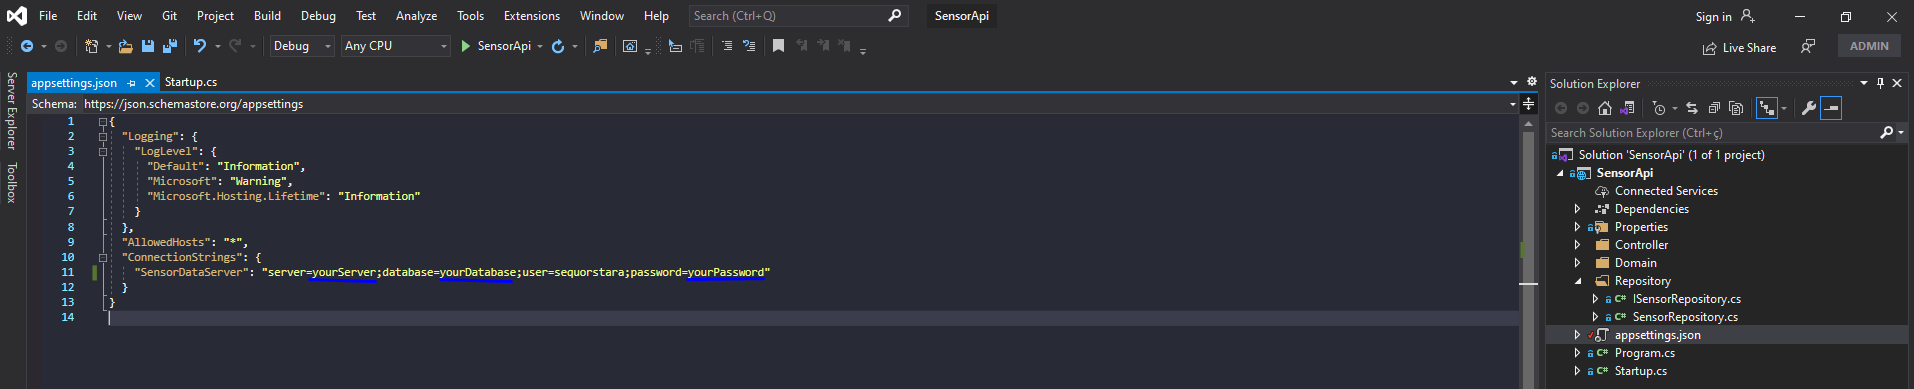 File Edit View Git Project Build Debug Test Analyze Tools Extensions Window Help Search (Ctrl+Q) SensorApi Sign in
Debug Any CPU SensorApi Live Share ADMIN
Server Explorer
Toolbox
appsettings.json Startup.cs
Schema: https://json.schemastore.org/appsettings
1 {
2 "Logging": {
3 "LogLevel": {
4 "Default": "Information",
5 "Microsoft": "Warning",
6 "Microsoft.Hosting.Lifetime": "Information"
7 }
8 },
9 "AllowedHosts": "*",
10 "ConnectionStrings": {
11 "SensorDataServer": "server=yourServer;database=yourDatabase;user=sequorstara;password=yourPassword"
12 }
13 }
14
Solution Explorer
Search Solution Explorer (Ctrl+ç)
Solution 'SensorApi' (1 of 1 project)
SensorApi
Connected Services
Dependencies
Properties
Controller
Domain
Repository
C# ISensorRepository.cs
C# SensorRepository.cs
appsettings.json
C# Program.cs
C# Startup.cs